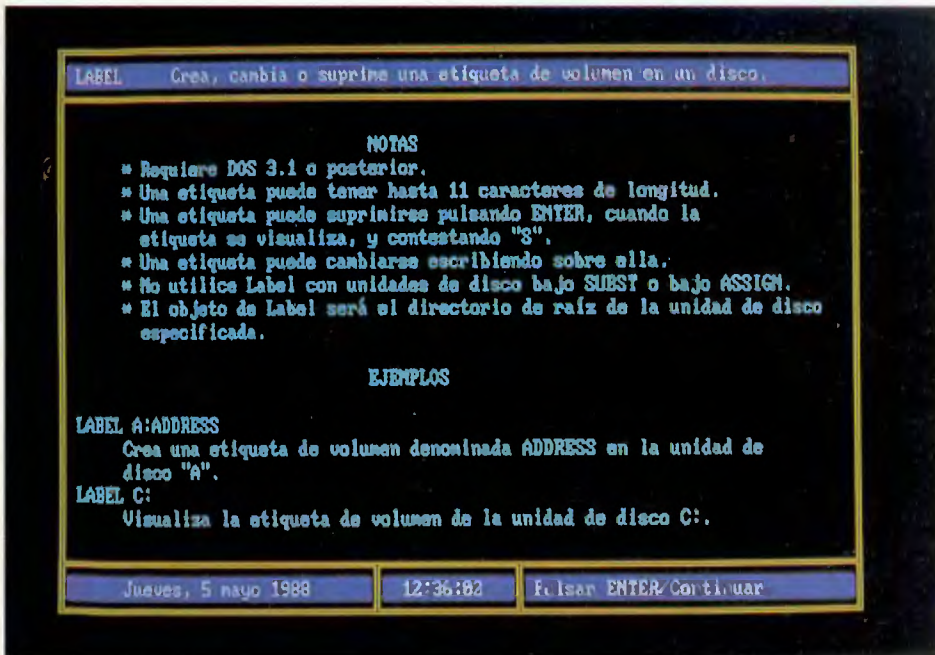 LABEL Crea, cambia o suprime una etiqueta de volumen en un disco.
NOTAS
* Requiere DOS 3.1 o posterior.
* Una etiqueta puede tener hasta 11 caracteres de longitud.
* Una etiqueta puede suprimirse pulsando ENTER, cuando la
etiqueta se visualiza, y contestando "S".
* Una etiqueta puede cambiarse escribiendo sobre ella.
* No utilice Label con unidades de disco bajo SUBST o bajo ASSIGN.
* El objeto de Label será el directorio de raíz de la unidad de disco
especificada.
EJEMPLOS
LABEL A:ADDRESS
Crea una etiqueta de volumen denominada ADDRESS en la unidad de
disco "A".
LABEL C:
Visualiza la etiqueta de volumen de la unidad de disco C:.
Jueves, 5 mayo 1988 12:36:02 Pulsar ENTER/Continuar